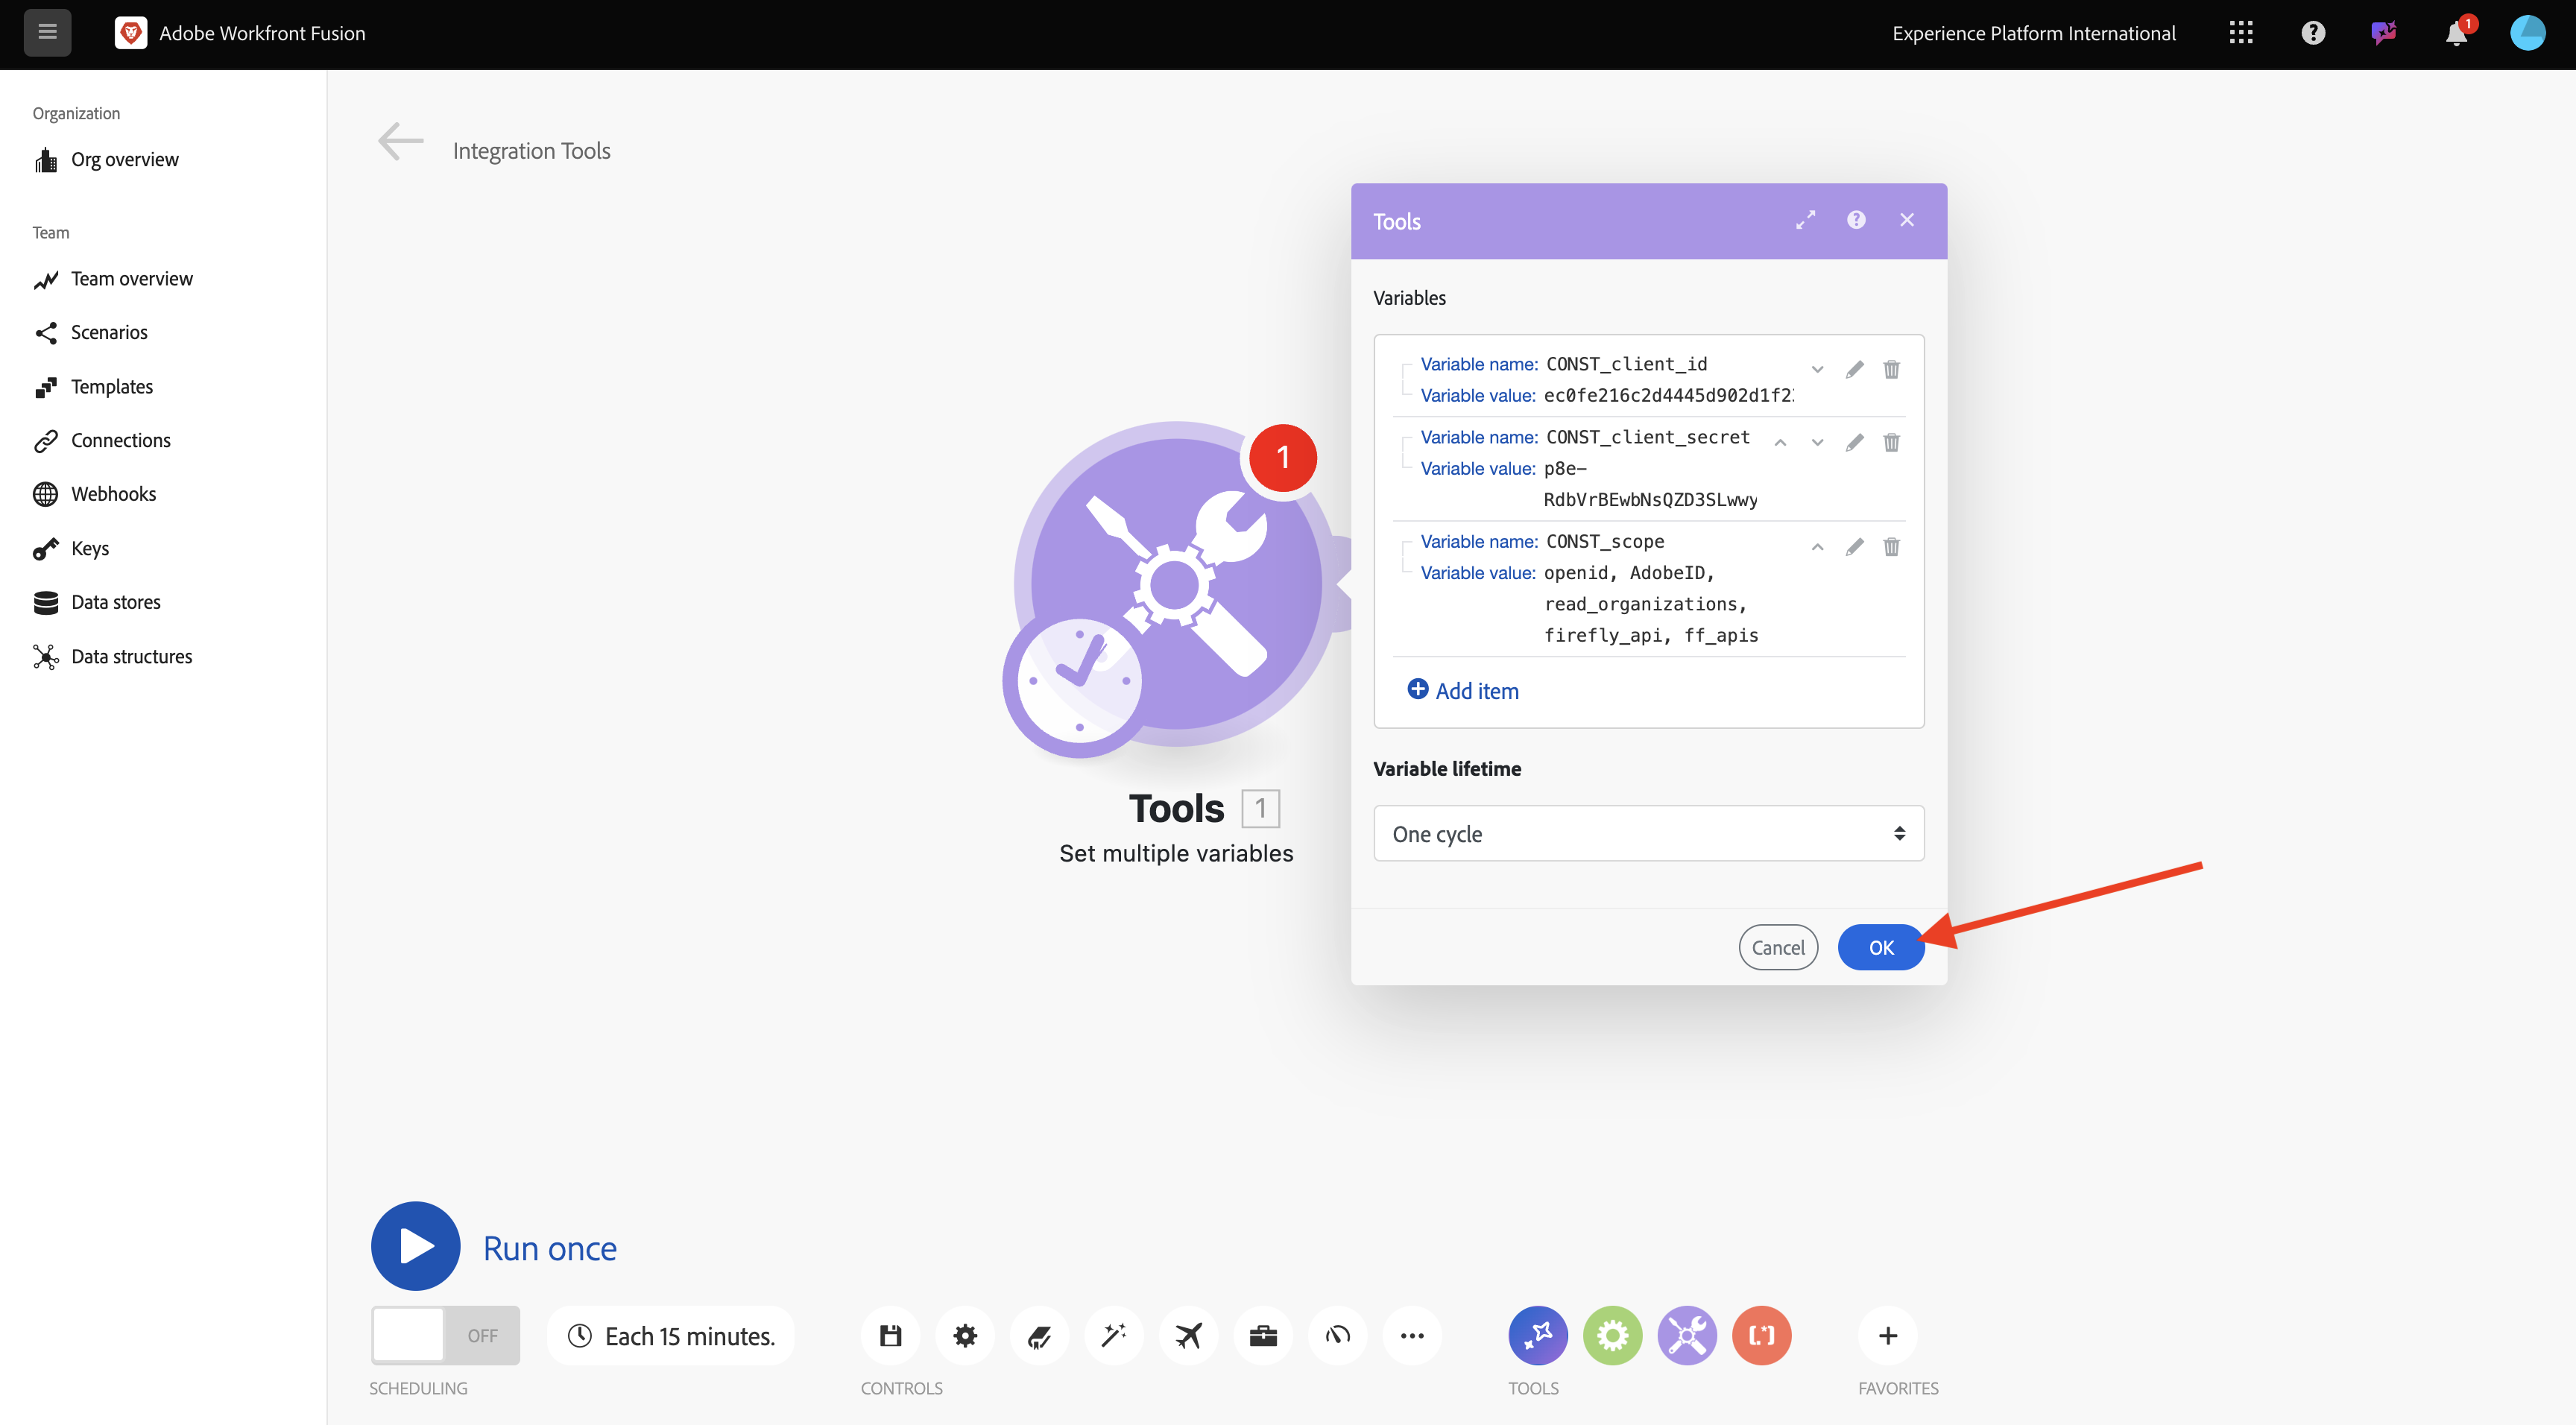 Adobe Workfront Fusion
Experience Platform International
1
Organization
Org overview
Team
Team overview
Scenarios
Templates
Connections
Webhooks
Keys
Data stores
Data structures
Integration Tools
1
Tools 1
Set multiple variables
Tools
Variables
Variable name: CONST_client_id
Variable value: ec0fe216c2d4445d902d1f2
Variable name: CONST_client_secret
Variable value: p8e-
RdbVrBEwbNsQZD3SLwwy
Variable name: CONST_scope
Variable value: openid, AdobeID,
read_organizations,
firefly_api, ff_apis
Add item
Variable lifetime
One cycle
Cancel OK
Run once
OFF
Each 15 minutes.
SCHEDULING
CONTROLS
TOOLS
FAVORITES